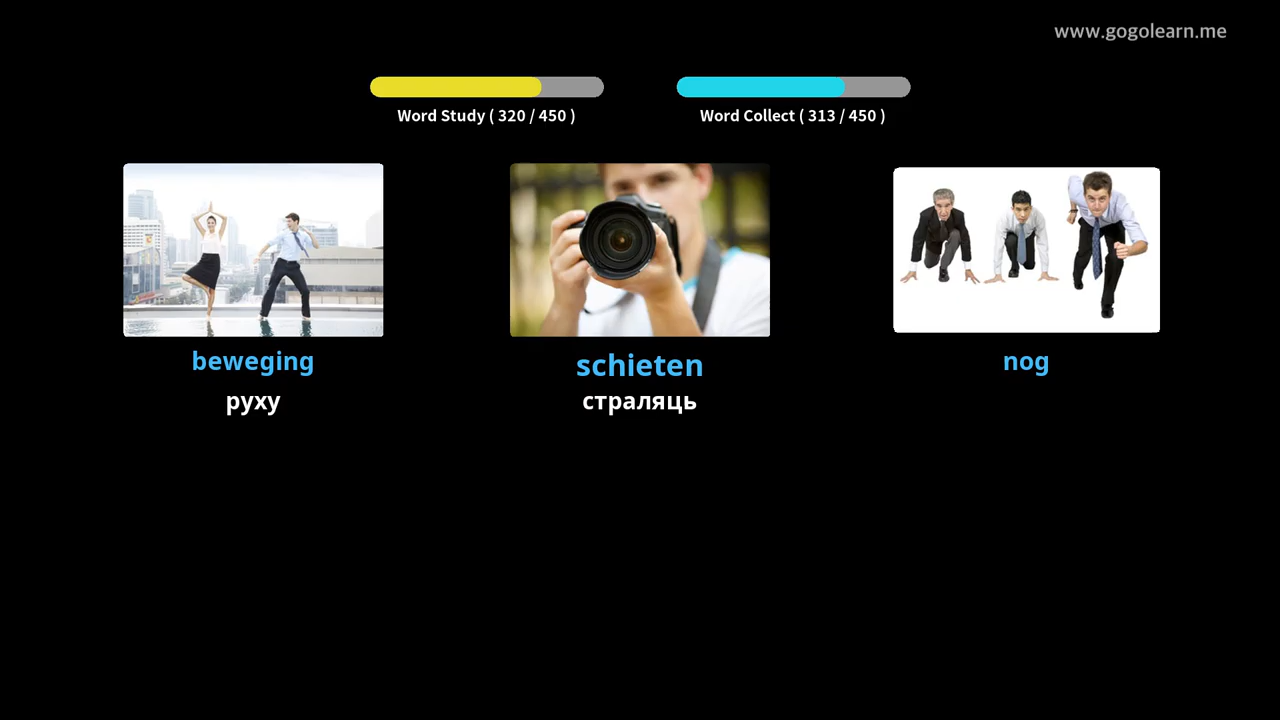 www.gogolearn.me
Word Study ( 320 / 450 )
Word Collect ( 313 / 450 )
beweging
руху
schieten
страляць
nog